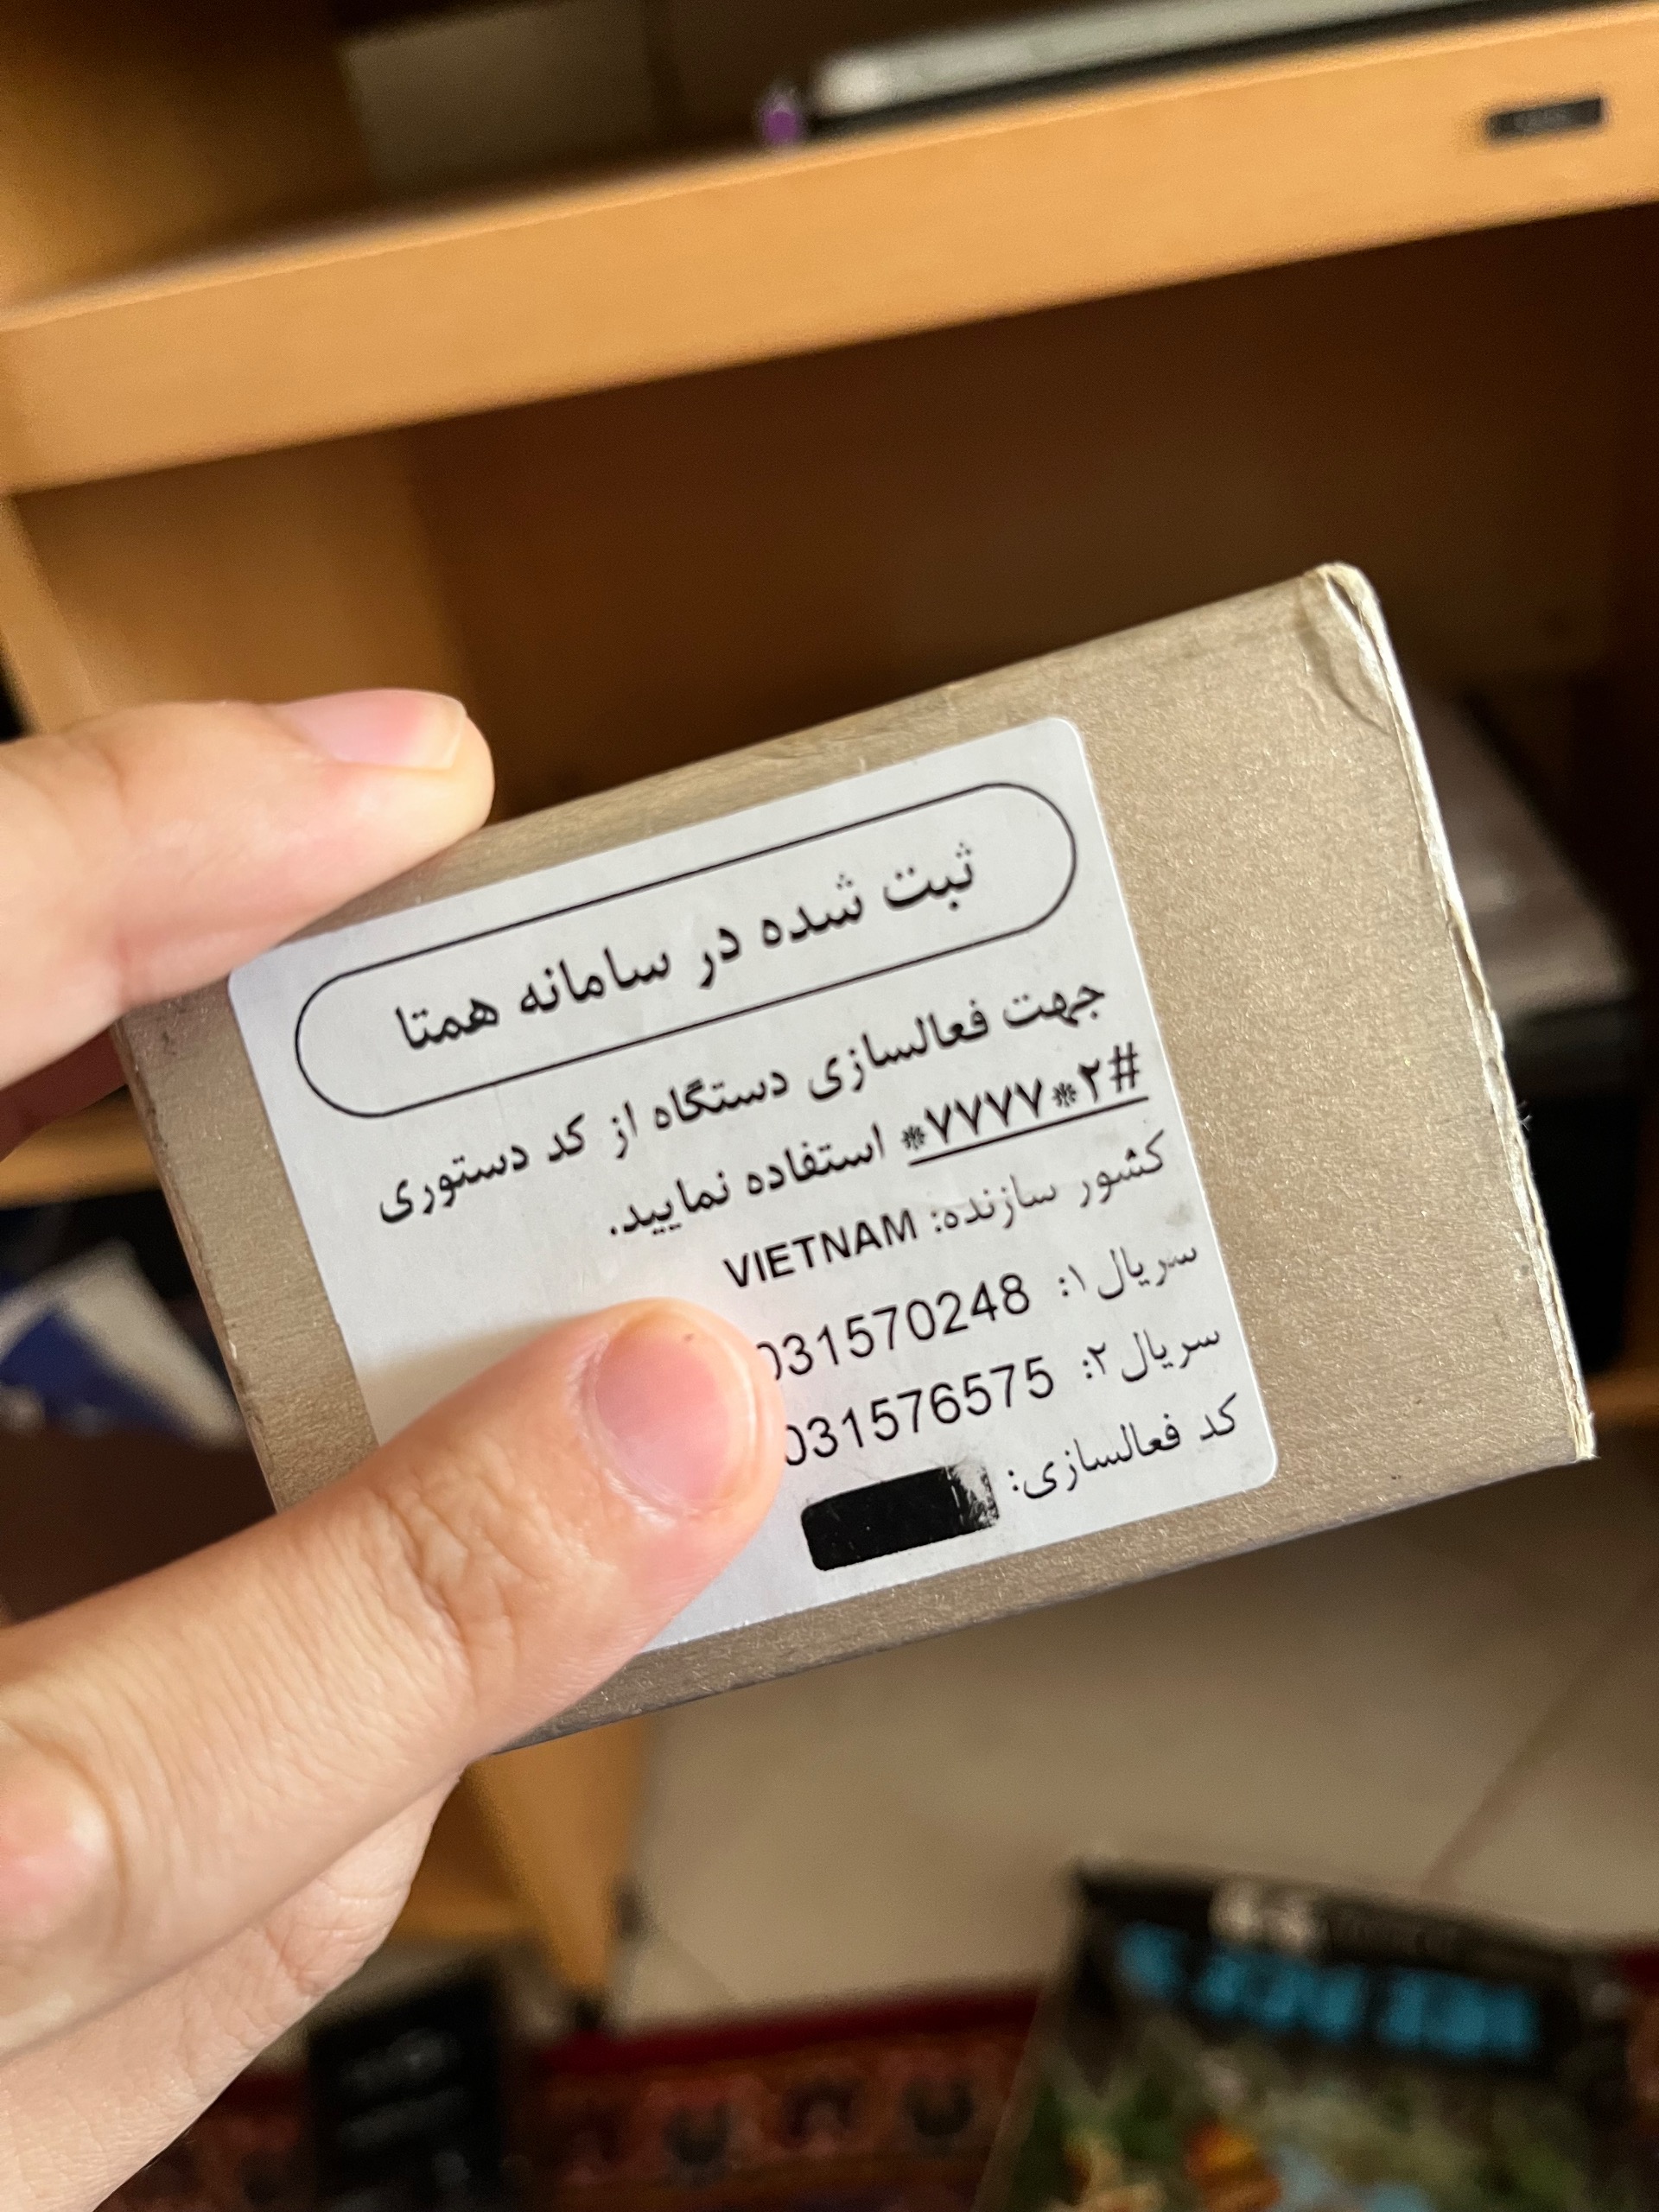 ثبت شده در سامانه همتا
جهت فعالسازی دستگاه از کد دستوری
*۷۷۷۷*۲# استفاده نمایید.
کشور سازنده: VIETNAM
سریال ۱: 031570248
سریال ۲: 031576575
کد فعالسازی: